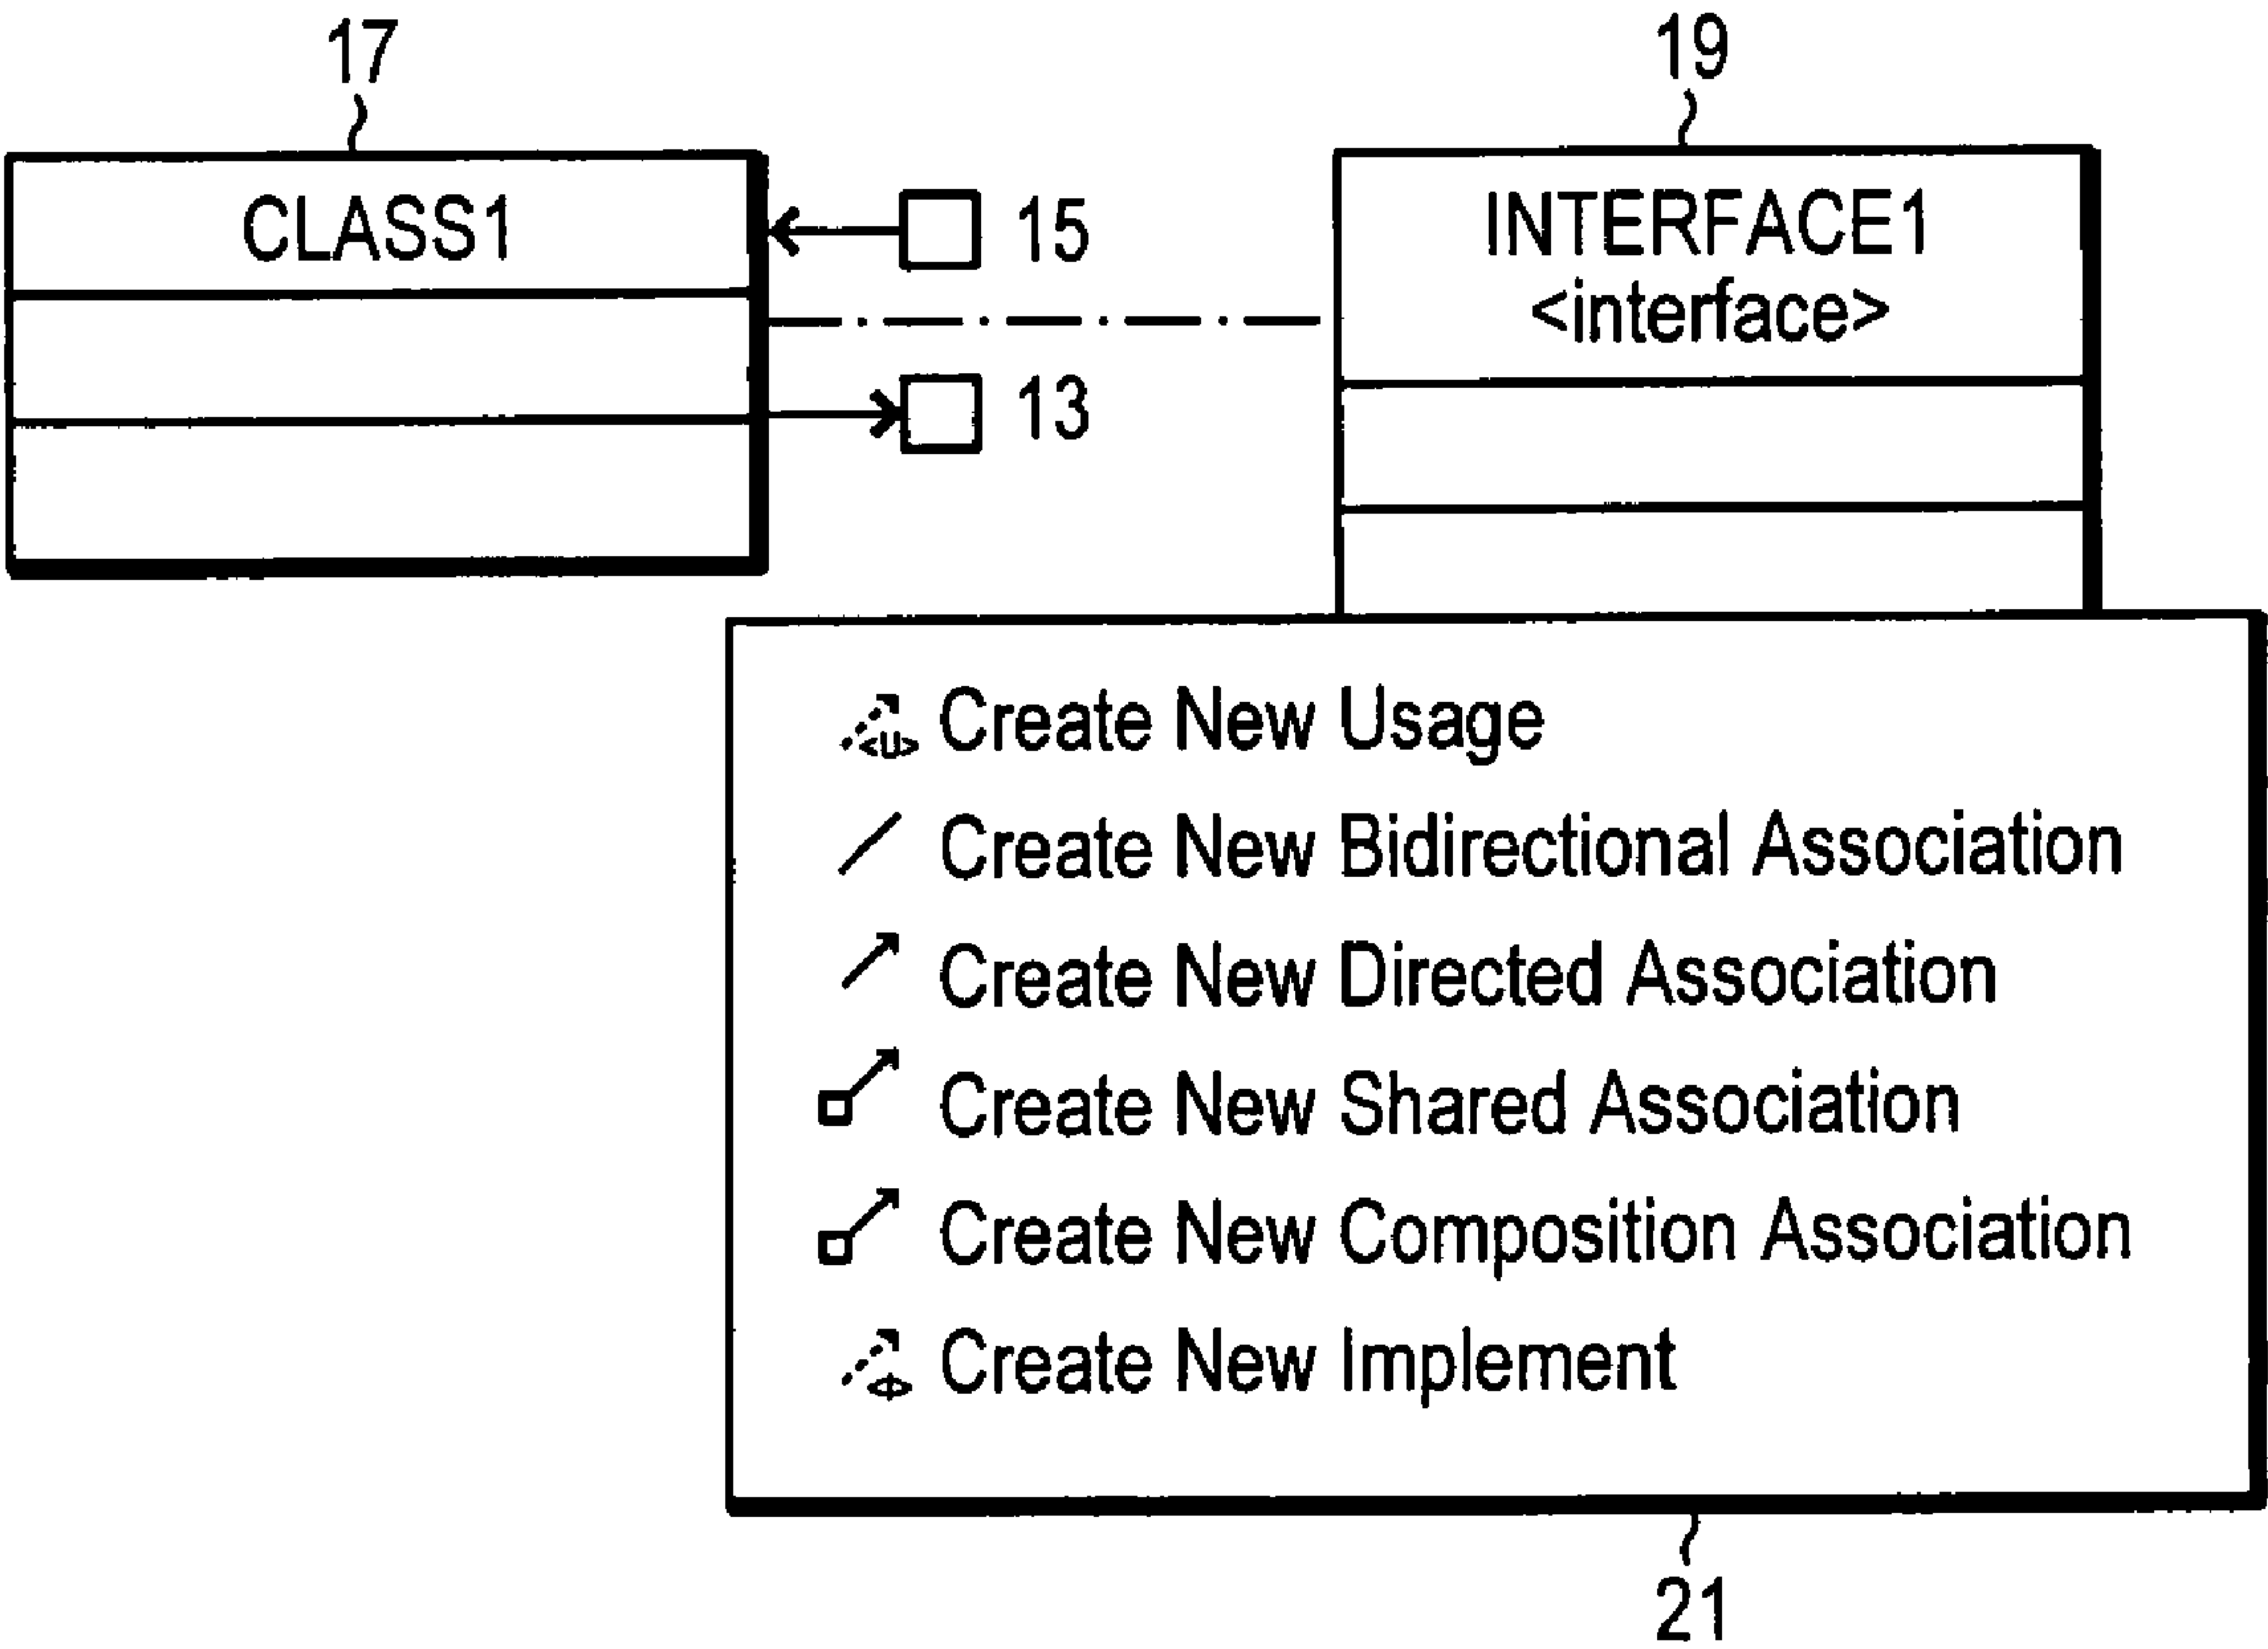 17
19
CLASS1
15
INTERFACE1
<interface>
13
<U> Create New Usage
Create New Bidirectional Association
Create New Directed Association
Create New Shared Association
Create New Composition Association
Create New Implement
21